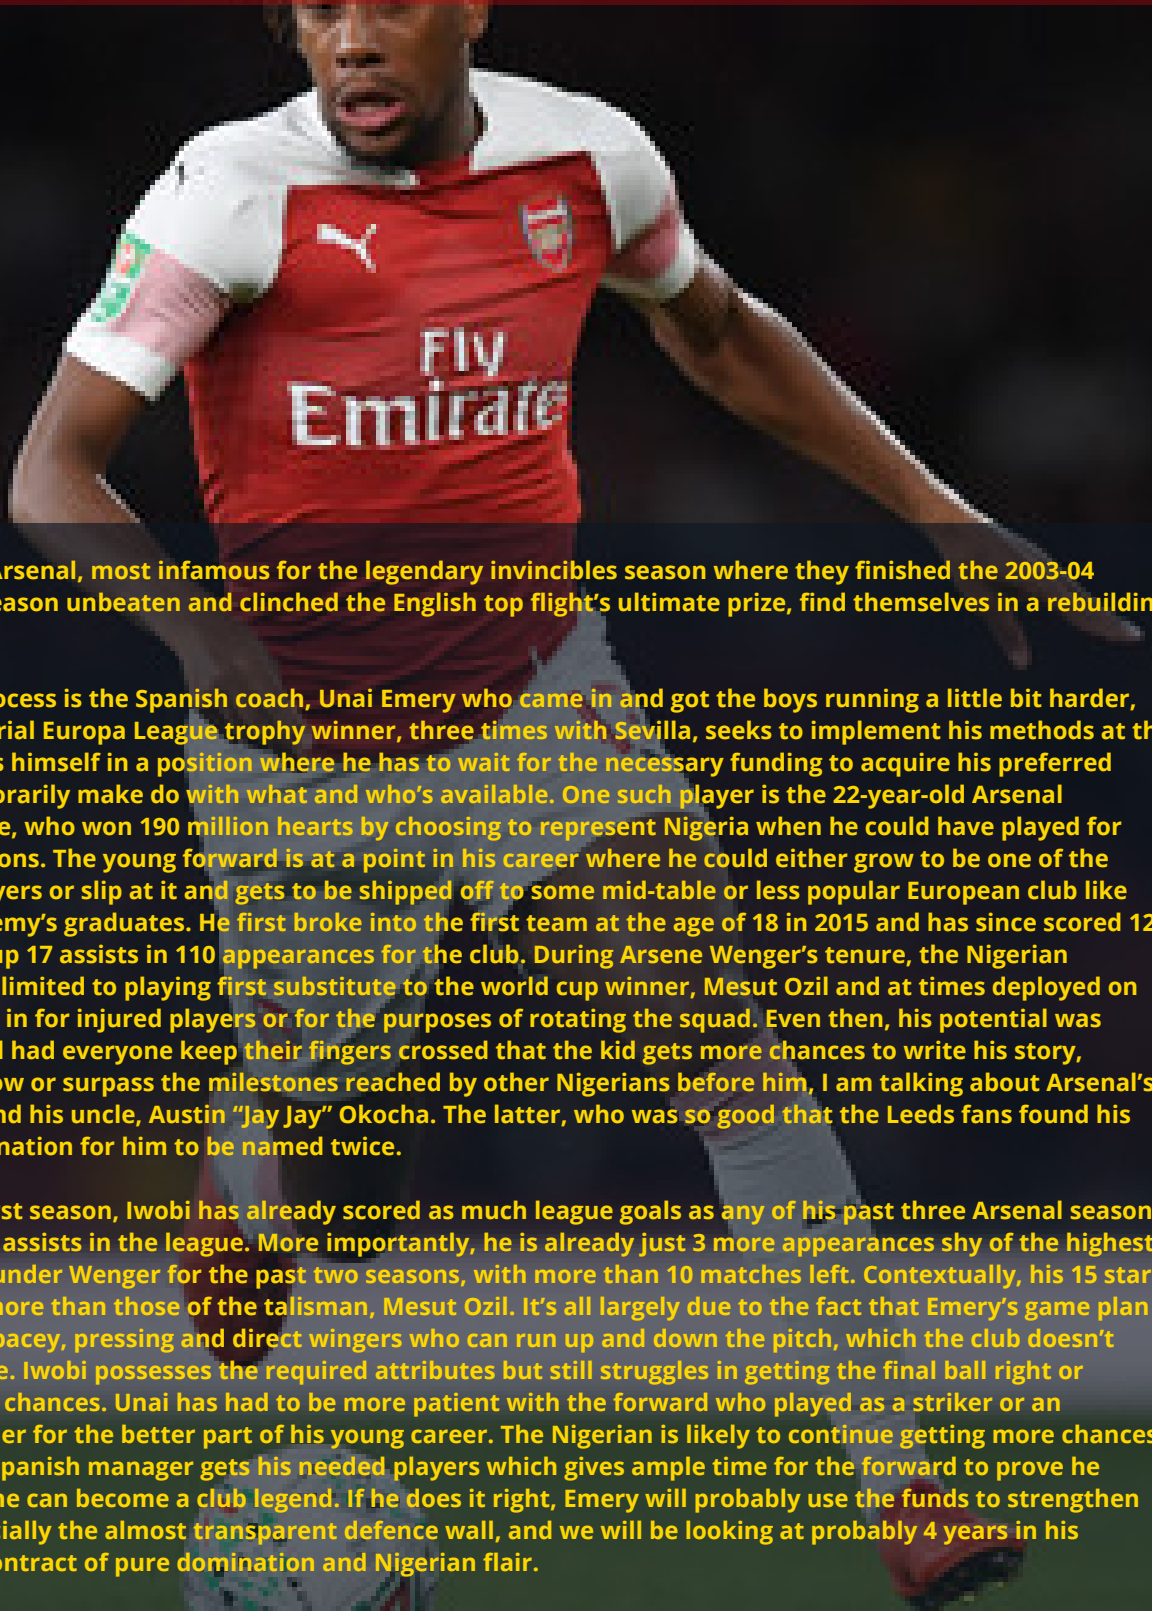 Fly
Emirates
Arsenal, most infamous for the legendary invincibles season where they finished the 2003-04
eason unbeaten and clinched the English top flight's ultimate prize, find themselves in a rebuildin
ocess is the Spanish coach, Unai Emery who came in and got the boys running a little bit harder,
rial Europa League trophy winner, three times with Sevilla, seeks to implement his methods at th
s himself in a position where he has to wait for the necessary funding to acquire his preferred
orarily make do with what and who's available. One such player is the 22-year-old Arsenal
e, who won 190 million hearts by choosing to represent Nigeria when he could have played for
ons. The young forward is at a point in his career where he could either grow to be one of the
yers or slip at it and gets to be shipped off to some mid-table or less popular European club like
emy's graduates. He first broke into the first team at the age of 18 in 2015 and has since scored 12
up 17 assists in 110 appearances for the club. During Arsene Wenger's tenure, the Nigerian
limited to playing first substitute to the world cup winner, Mesut Ozil and at times deployed on
in for injured players or for the purposes of rotating the squad. Even then, his potential was
d had everyone keep their fingers crossed that the kid gets more chances to write his story,
ow or surpass the milestones reached by other Nigerians before him, I am talking about Arsenal's
nd his uncle, Austin “Jay Jay” Okocha. The latter, who was so good that the Leeds fans found his
nation for him to be named twice.
st season, Iwobi has already scored as much league goals as any of his past three Arsenal season
assists in the league. More importantly, he is already just 3 more appearances shy of the highest
under Wenger for the past two seasons, with more than 10 matches left. Contextually, his 15 star
more than those of the talisman, Mesut Ozil. It's all largely due to the fact that Emery's game plan
pacey, pressing and direct wingers who can run up and down the pitch, which the club doesn't
e. Iwobi possesses the required attributes but still struggles in getting the final ball right or
chances. Unai has had to be more patient with the forward who played as a striker or an
er for the better part of his young career. The Nigerian is likely to continue getting more chances
panish manager gets his needed players which gives ample time for the forward to prove he
he can become a club legend. If he does it right, Emery will probably use the funds to strengthen
cially the almost transparent defence wall, and we will be looking at probably 4 years in his
ontract of pure domination and Nigerian flair.